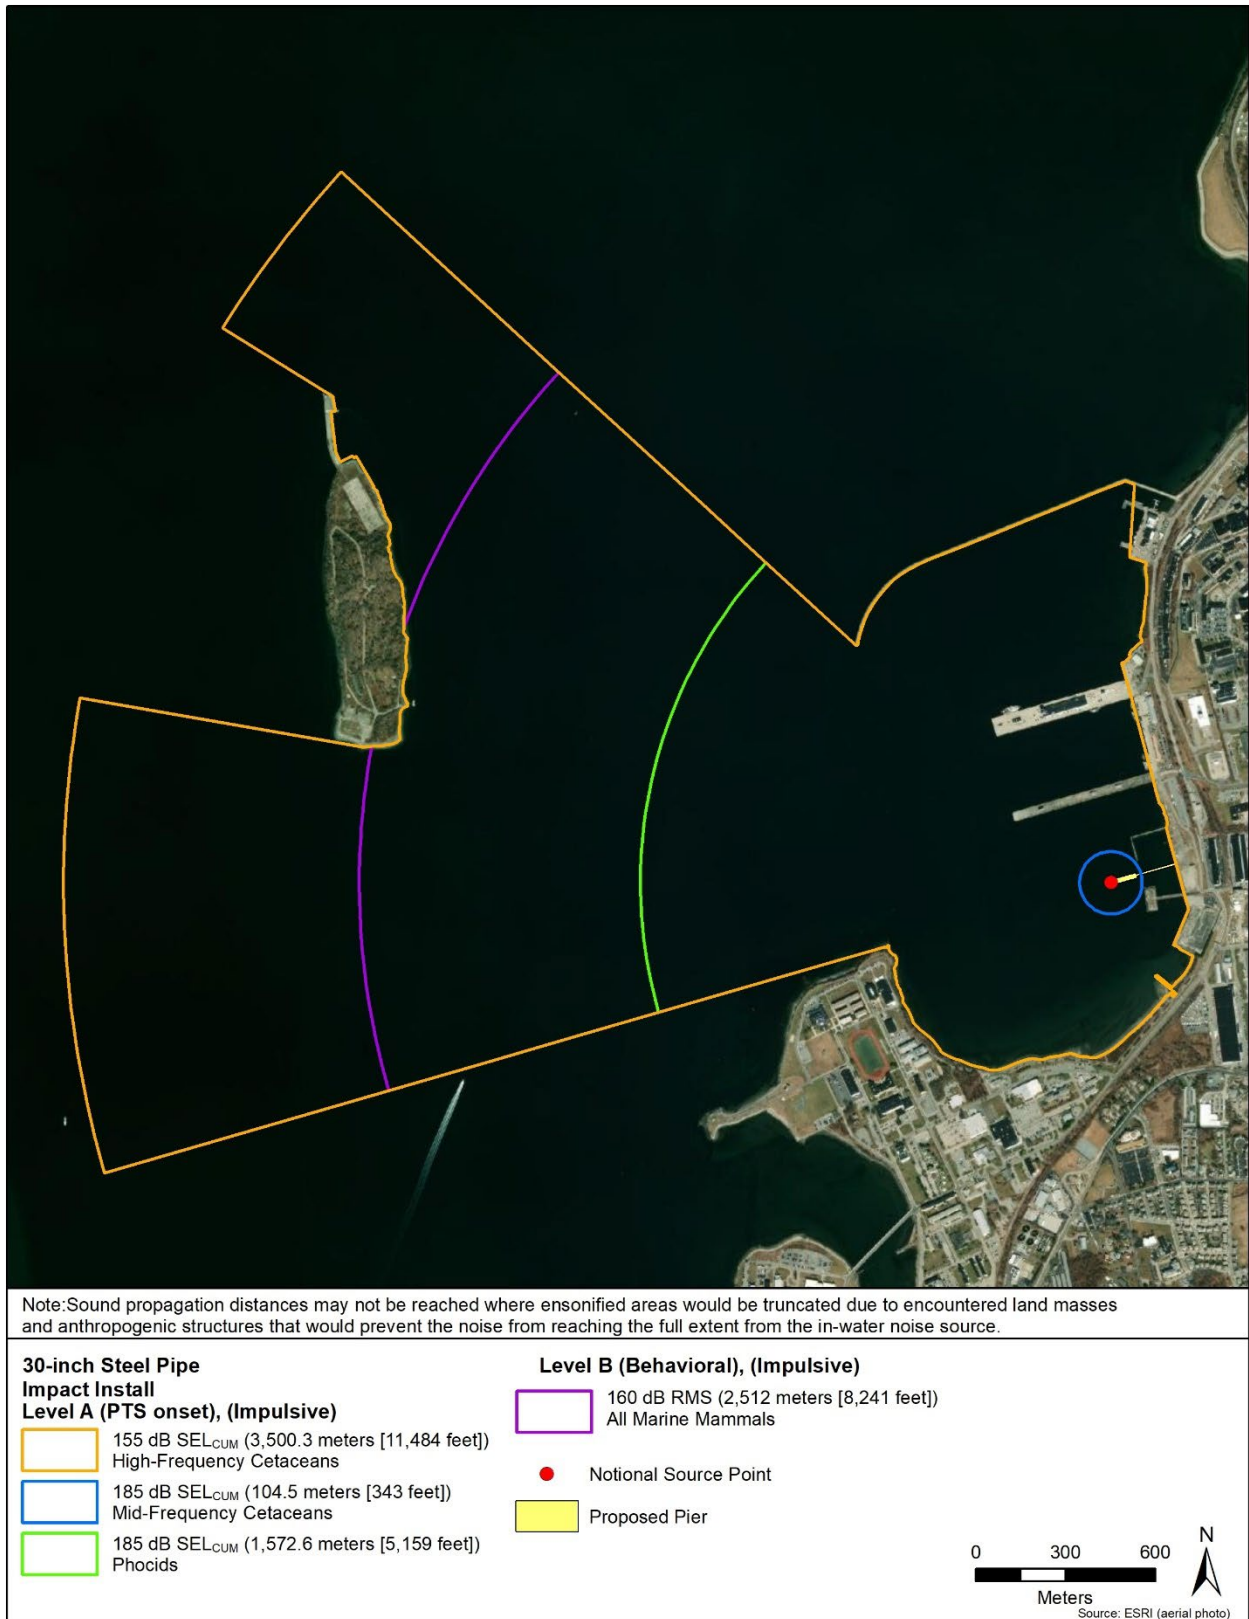 Note:Sound propagation distances may not be reached where ensonified areas would be truncated due to encountered land masses
and anthropogenic structures that would prevent the noise from reaching the full extent from the in-water noise source.
30-inch Steel Pipe
Impact Install
Level A (PTS onset), (Impulsive)
155 dB SELCUM (3,500.3 meters [11,484 feet])
High-Frequency Cetaceans
185 dB SELCUM (104.5 meters [343 feet])
Mid-Frequency Cetaceans
185 dB SELCUM (1,572.6 meters [5,159 feet])
Phocids
Level B (Behavioral), (Impulsive)
160 dB RMS (2,512 meters [8,241 feet])
All Marine Mammals
Notional Source Point
Proposed Pier
N
0 300 600
Meters
Source: ESRI (aerial photo)